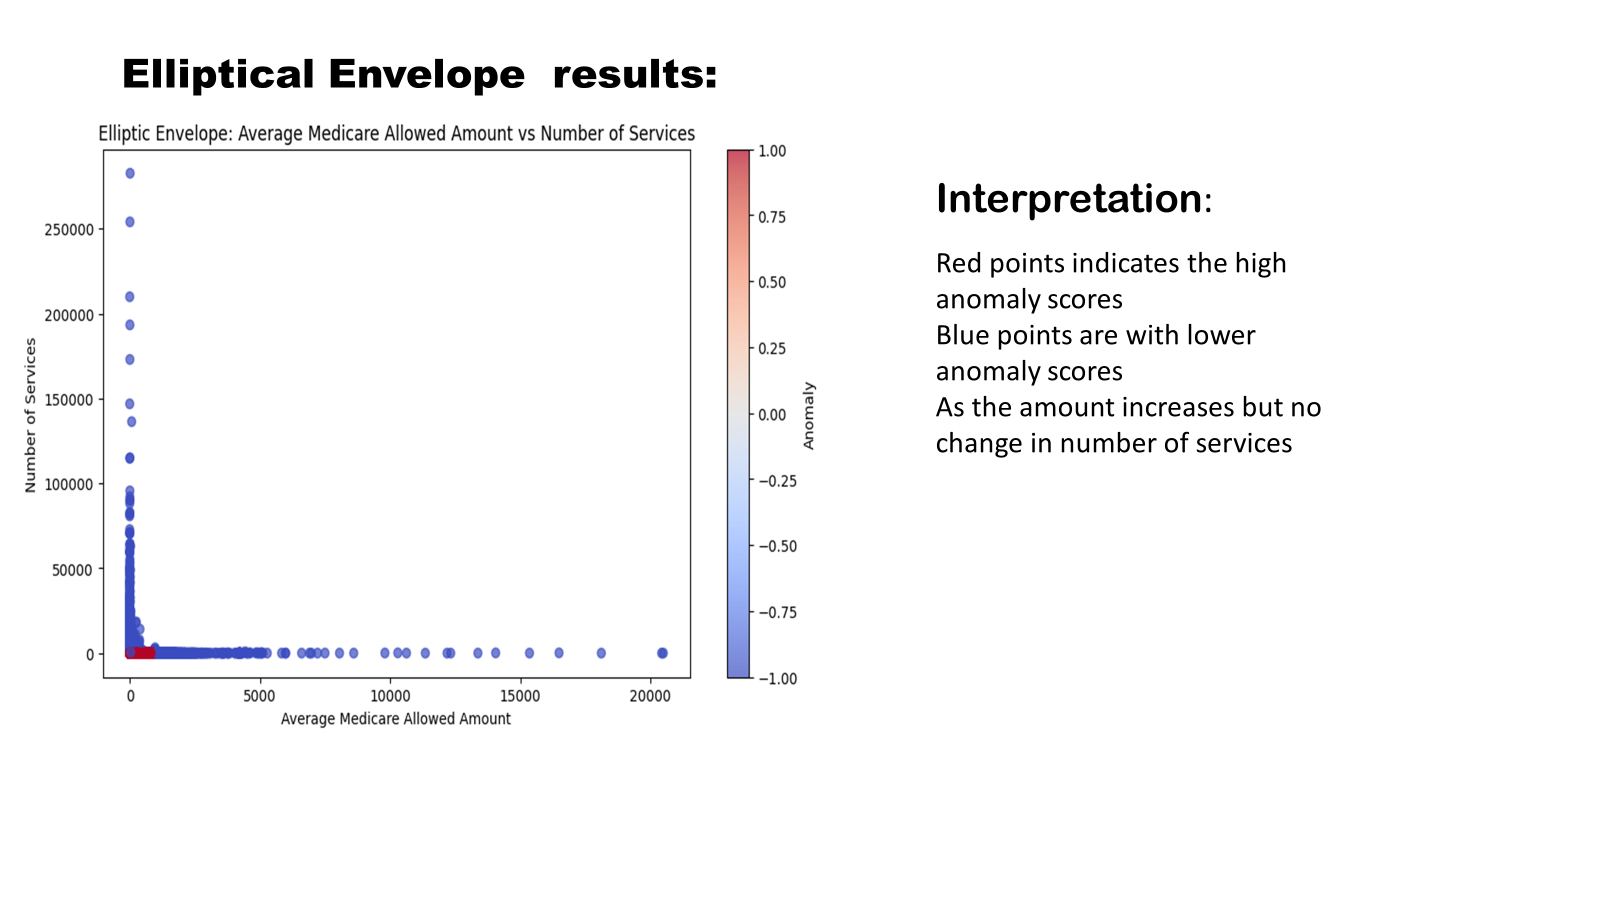 Elliptical Envelope  results:
Elliptic Envelope: Average Medicare Allowed Amount vs Number of Services
250000
200000
150000
100000
50000
0
Number of Services
0
5000
10000
15000
20000
Average Medicare Allowed Amount
1.00
0.75
0.50
0.25
0.00
−0.25
−0.50
−0.75
−1.00
Anomaly
Interpretation:
Red points indicates the high
anomaly scores
Blue points are with lower
anomaly scores
As the amount increases but no
change in number of services